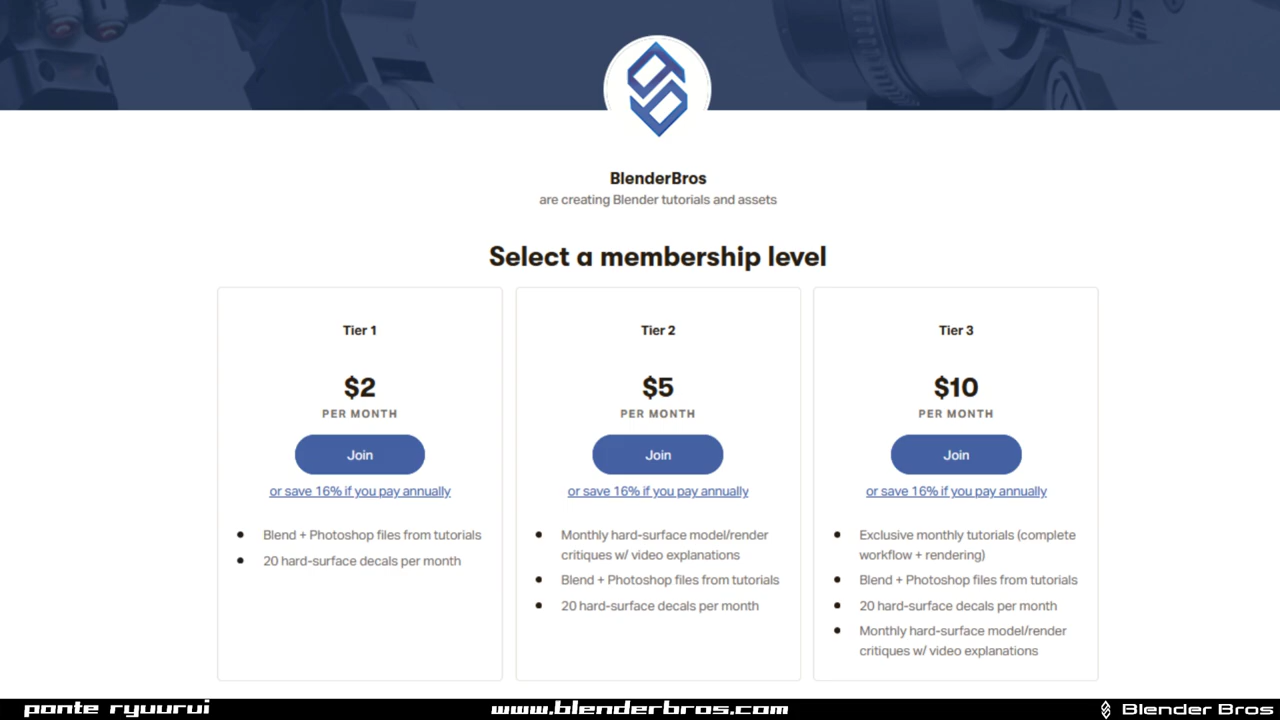 BlenderBros
are creating Blender tutorials and assets
Select a membership level
Tier 1
$2
PER MONTH
Join
or save 16% if you pay annually
Blend + Photoshop files from tutorials
20 hard-surface decals per month
Tier 2
$5
PER MONTH
Join
or save 16% if you pay annually
Monthly hard-surface model/render
critiques w/ video explanations
Blend + Photoshop files from tutorials
20 hard-surface decals per month
Tier 3
$10
PER MONTH
Join
or save 16% if you pay annually
Exclusive monthly tutorials (complete
workflow + rendering)
Blend + Photoshop files from tutorials
20 hard-surface decals per month
Monthly hard-surface model/render
critiques w/ video explanations
ponte ryuurui
www.blenderbros.com
Blender Bros